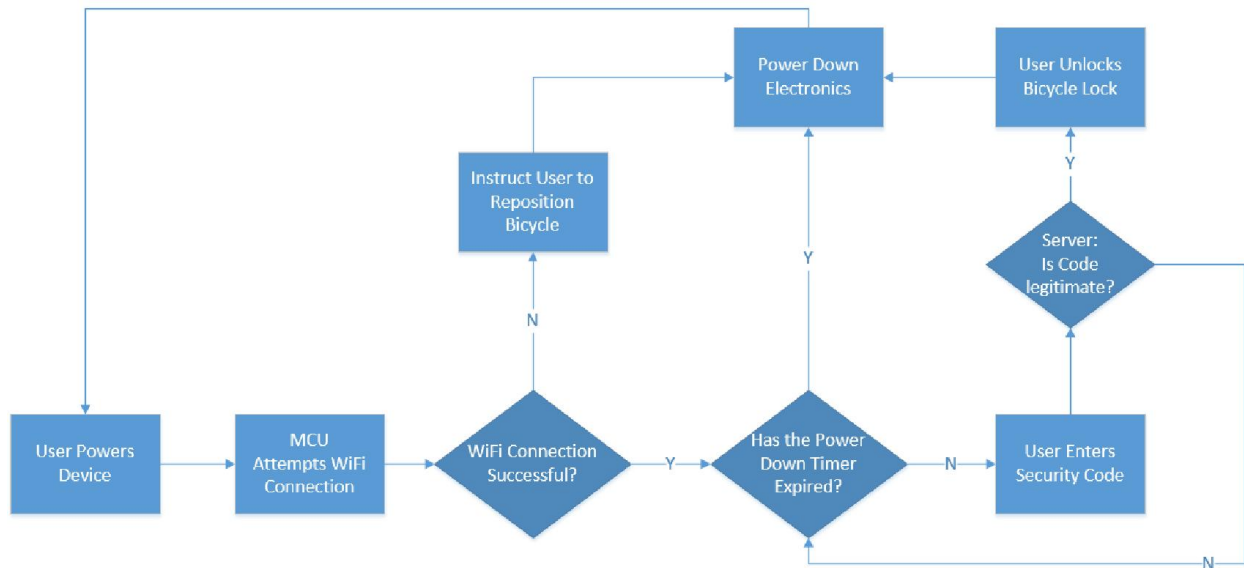 Power Down
Electronics
User Unlocks
Bicycle Lock
Y
Instruct User to
Reposition
Bicycle
Y
Server:
Is Code
legitimate?
N
User Powers
Device
MCU
Attempts WiFi
Connection
WiFi Connection
Successful?
Y
Has the Power
Down Timer
Expired?
N
User Enters
Security Code
N